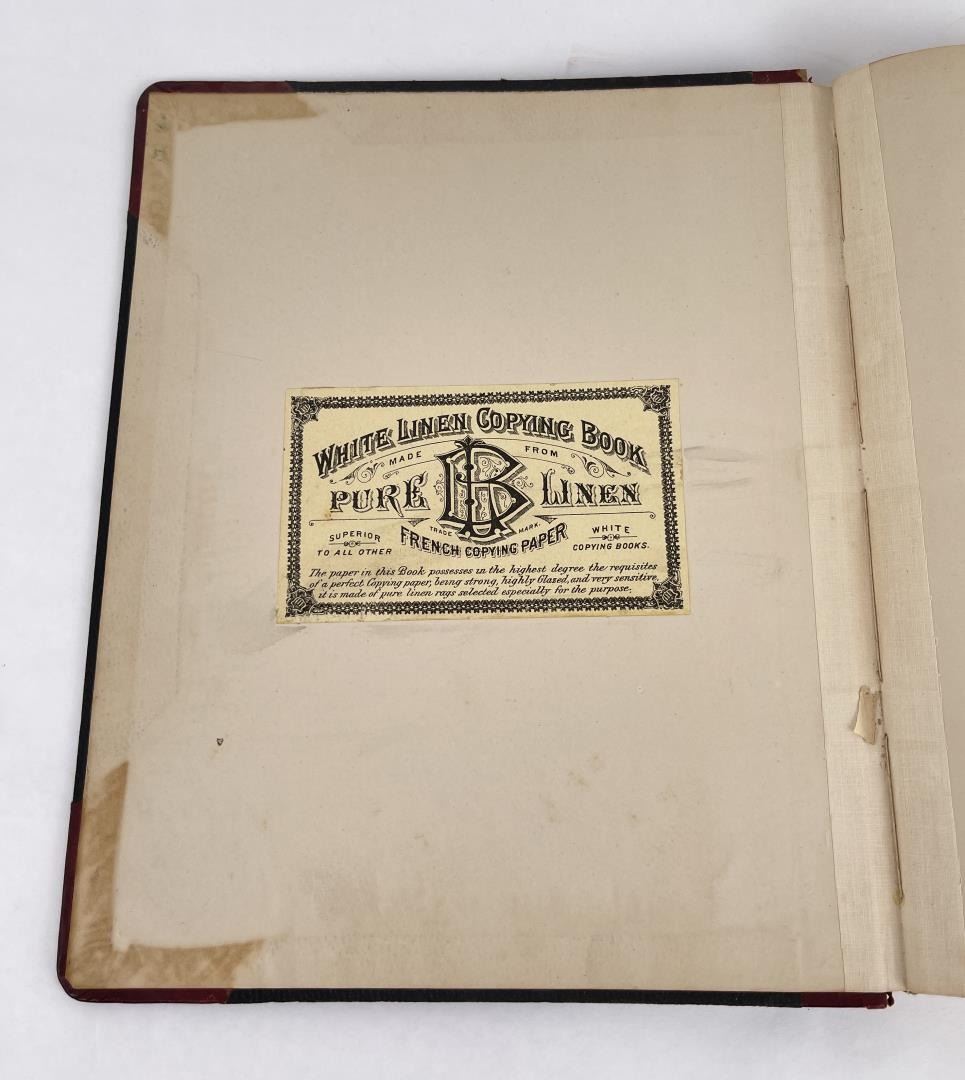 WHITE LINEN COPYING BOOK
MADE FROM
PURE LINEN
TRADE MARK.
FRENCH COPYING PAPER
SUPERIOR
TO ALL OTHER
WHITE
COPYING BOOKS.
The paper in this Book possesses in the highest degree the requisites
of a perfect Copying paper, being strong, highly Glazed, and very sensitive,
it is made of pure linen rags selected especially for the purpose.